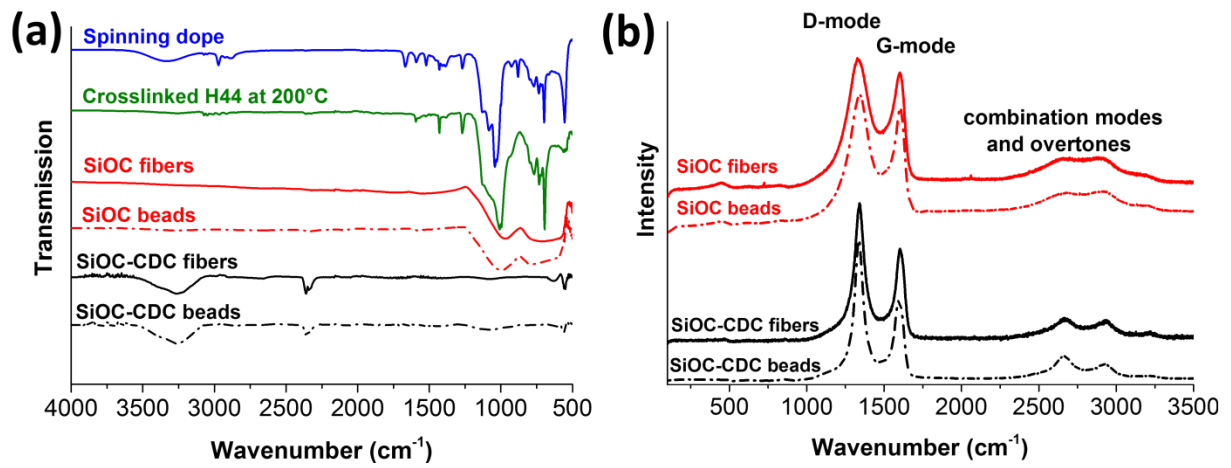 (a)
Spinning dope
Crosslinked H44 at 200°C
SiOC fibers
SiOC beads
SiOC-CDC fibers
SiOC-CDC beads
Transmission
4000 3500 3000 2500 2000 1500 1000 500
Wavenumber (cm⁻¹)
(b)
D-mode
G-mode
combination modes
and overtones
SiOC fibers
SiOC beads
SiOC-CDC fibers
SiOC-CDC beads
Intensity
500 1000 1500 2000 2500 3000 3500
Wavenumber (cm⁻¹)